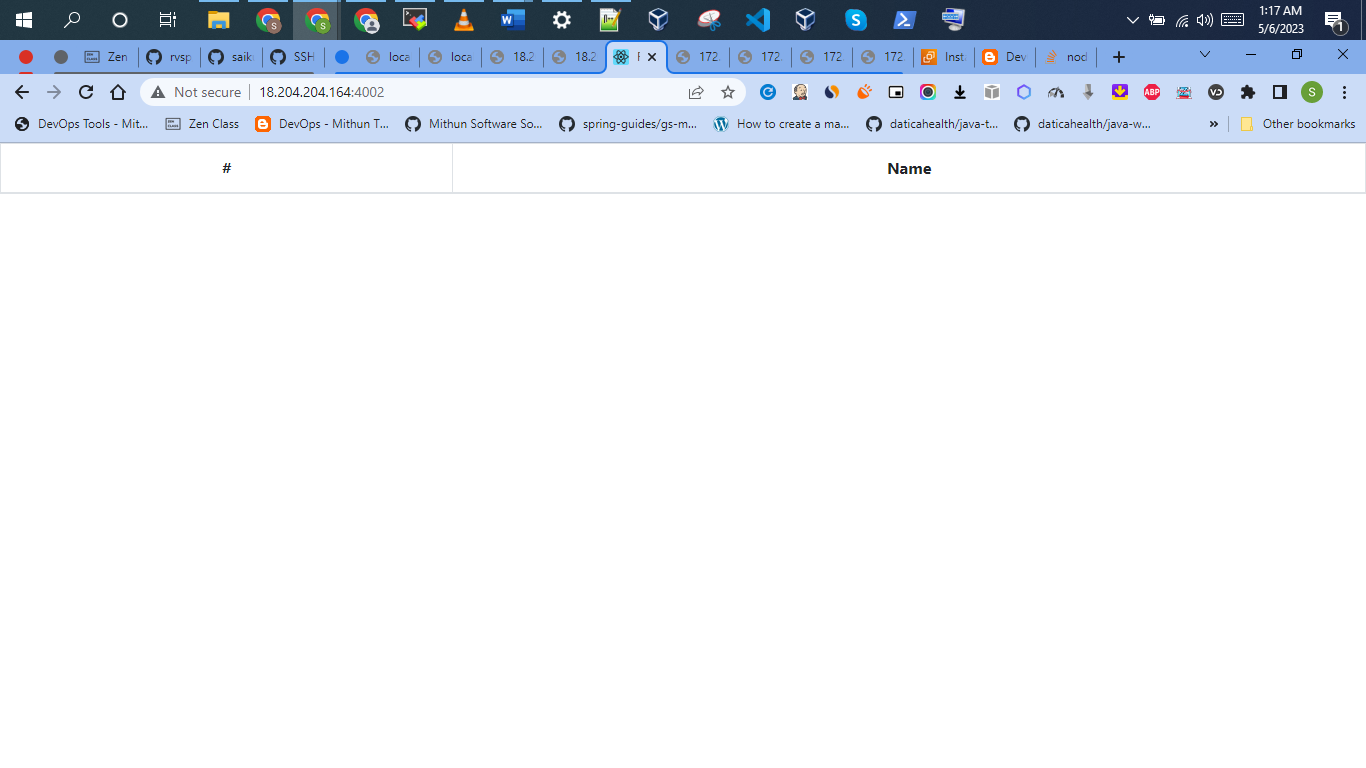 1:17 AM
5/6/2023
1
Zen
rvsp
saik
SSH
loca
loca
18.2
18.2
172.
172.
172.
172.
Inst
Dev
nod
Not secure
18.204.204.164:4002
ABP
S
DevOps Tools - Mit...
Zen Class
DevOps - Mithun T...
Mithun Software So...
spring-guides/gs-m...
How to create a ma...
daticahealth/java-t...
daticahealth/java-w...
»
Other bookmarks
#
Name